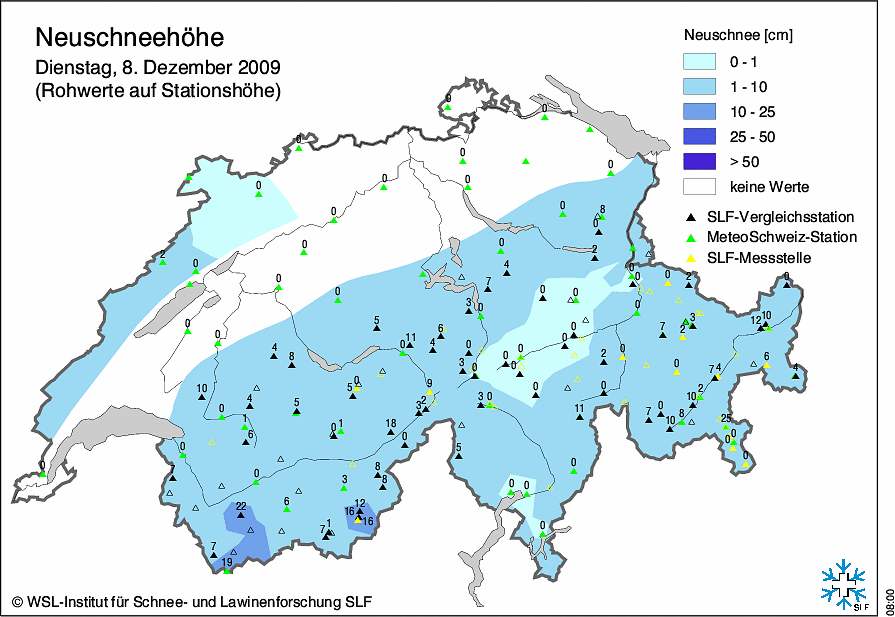 Neuschneehöhe
Dienstag, 8. Dezember 2009
(Rohwerte auf Stationshöhe)
Neuschnee [cm]
0 - 1
1 - 10
10 - 25
25 - 50
> 50
keine Werte
SLF-Vergleichsstation
MeteoSchweiz-Station
SLF-Messstelle
0
0
0 0
0 0 0
0 0 0 8
0 0 0
2 0 2
0 4 0 2 0
0 7 0 0
3 0 0 7 3 12 10
0 0 5 11 6 0 0 2
4 8 0 4 3 0 0 0 2 0 0 7 4 6 4
10 5 0 9 0 0
4 0 5 3 2 3 0 11 7 0 10 2 8 25
1 6 0 1 18 0 0 0
0 0 5 0 0
7 0 3 8 8 0 0
22 6 16 12 16
7 19 7 1 0
© WSL-Institut für Schnee- und Lawinenforschung SLF
SLF
08:00